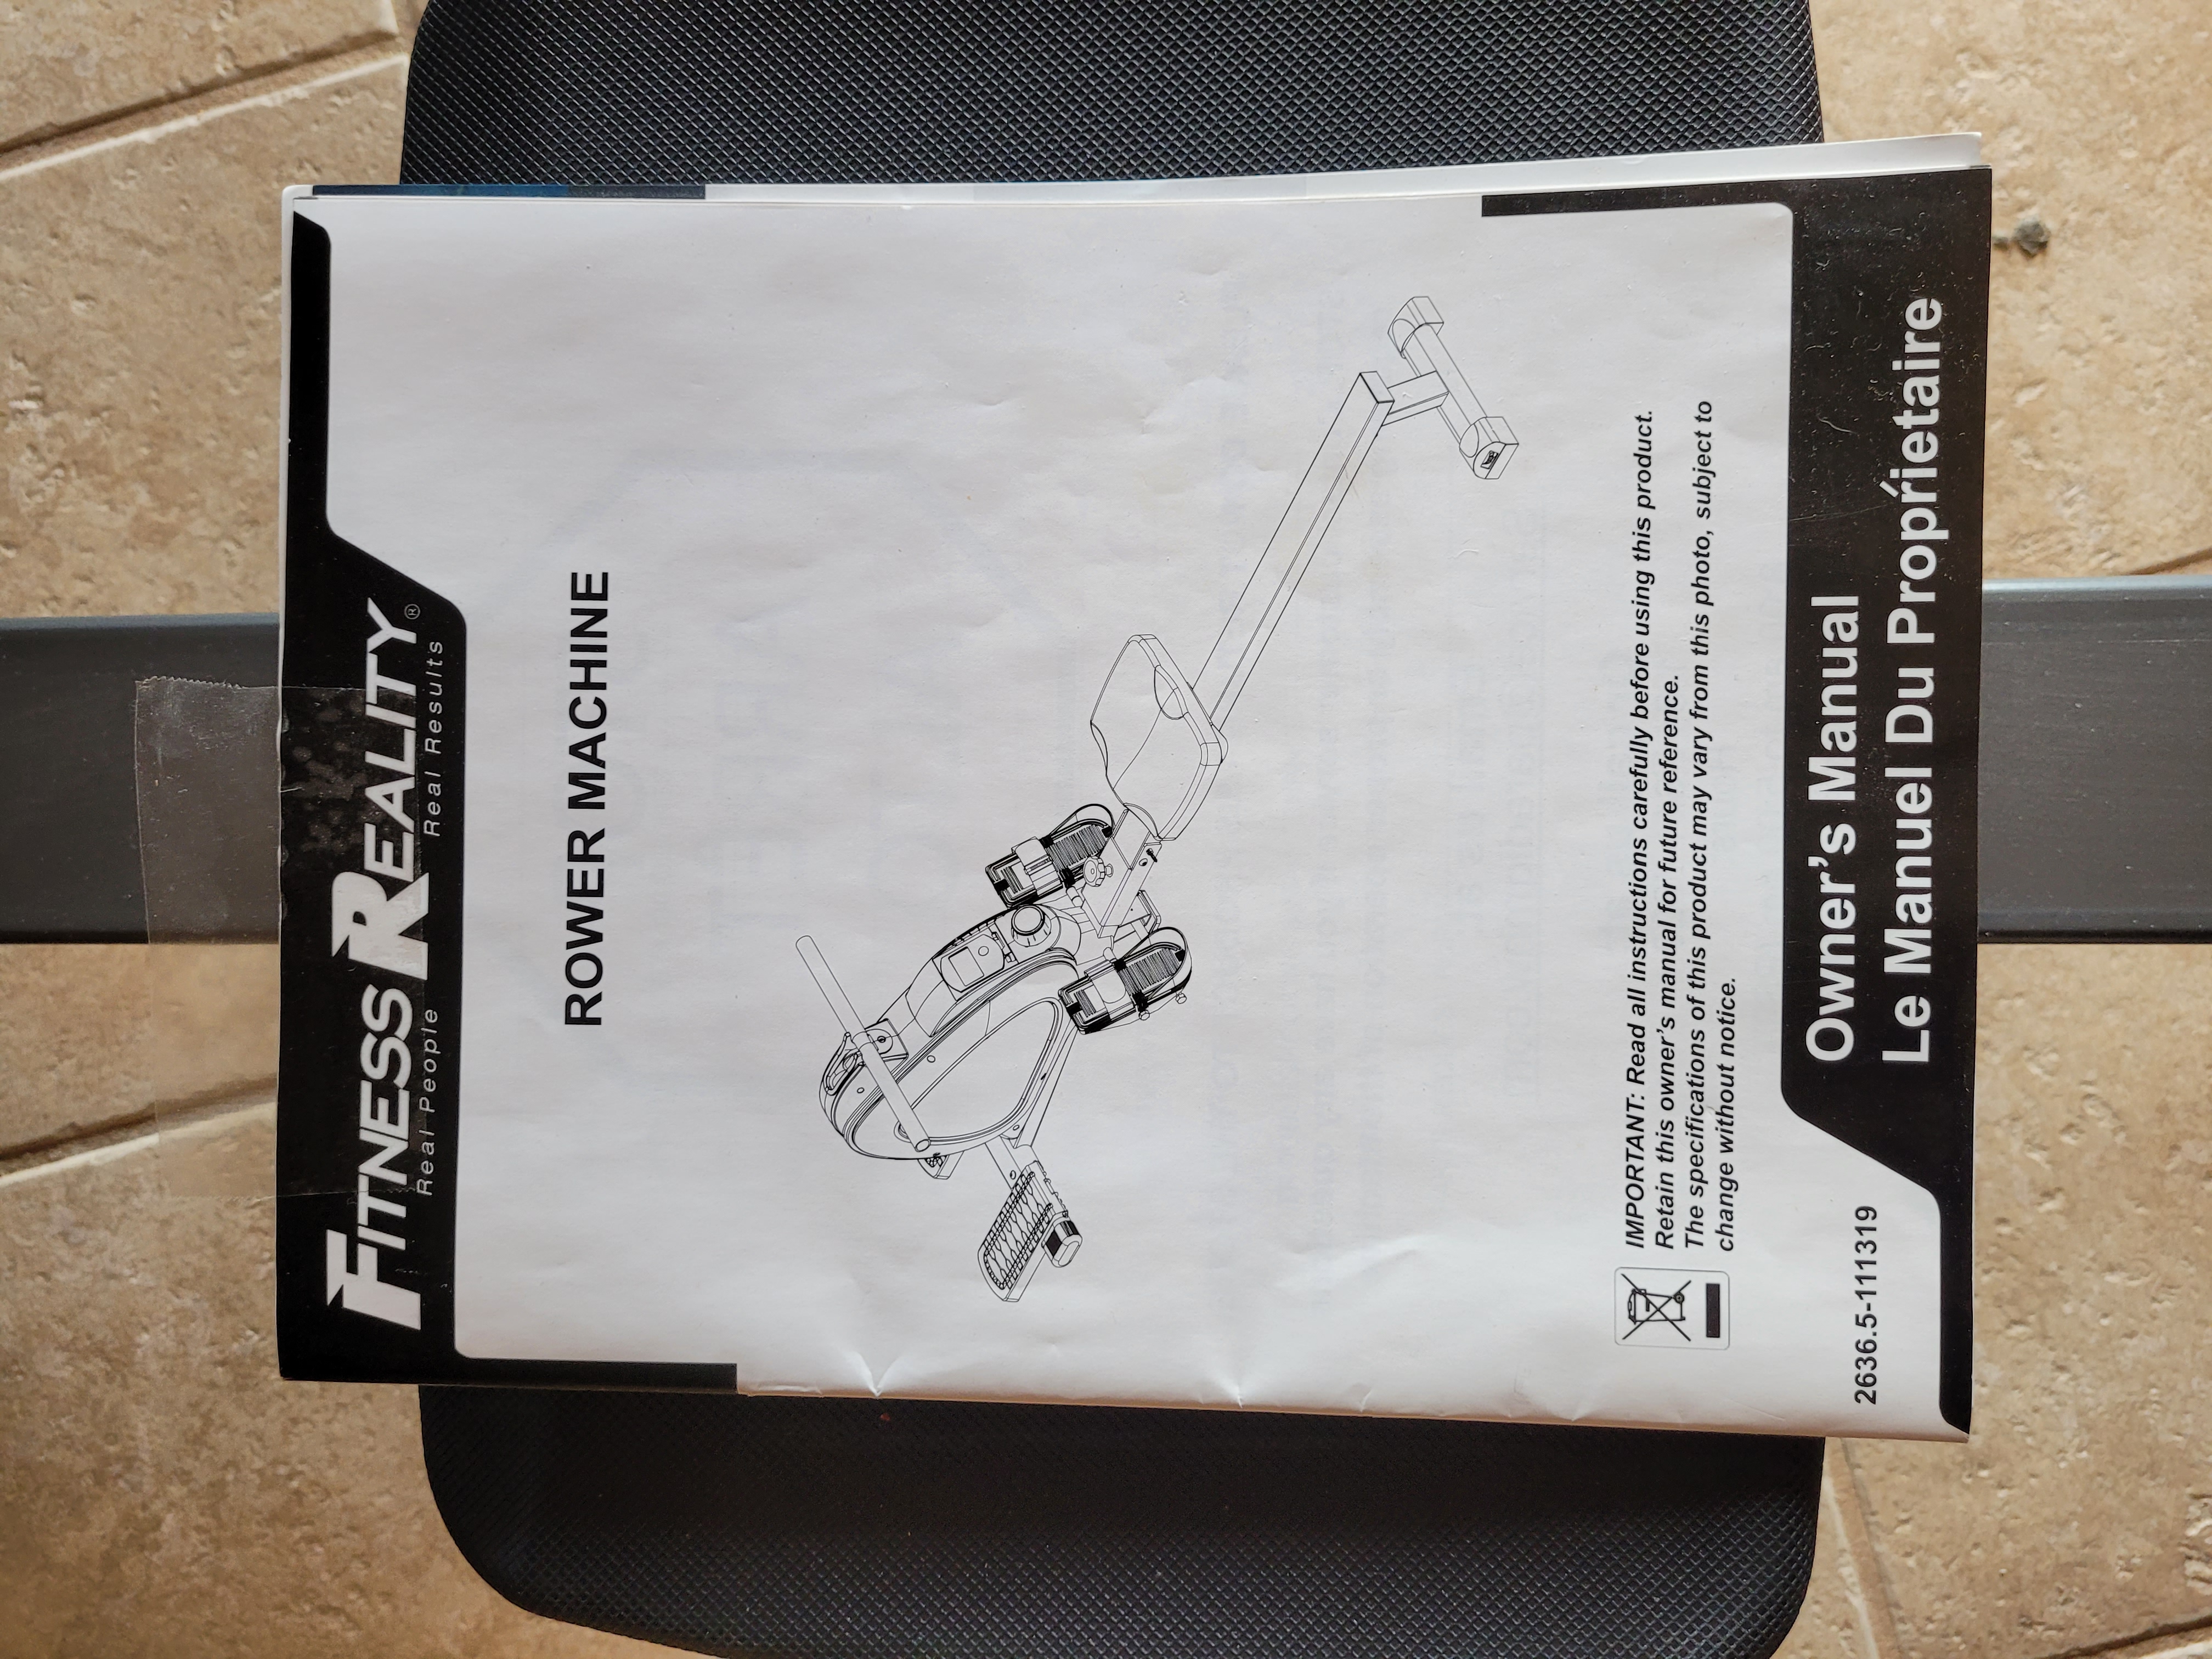 FITNESS REALITY®
Real People Real Results
ROWER MACHINE
IMPORTANT: Read all instructions carefully before using this product.
Retain this owner's manual for future reference.
The specifications of this product may vary from this photo, subject to
change without notice.
2636.5-111319
Owner's Manual
Le Manuel Du Propŕietaire